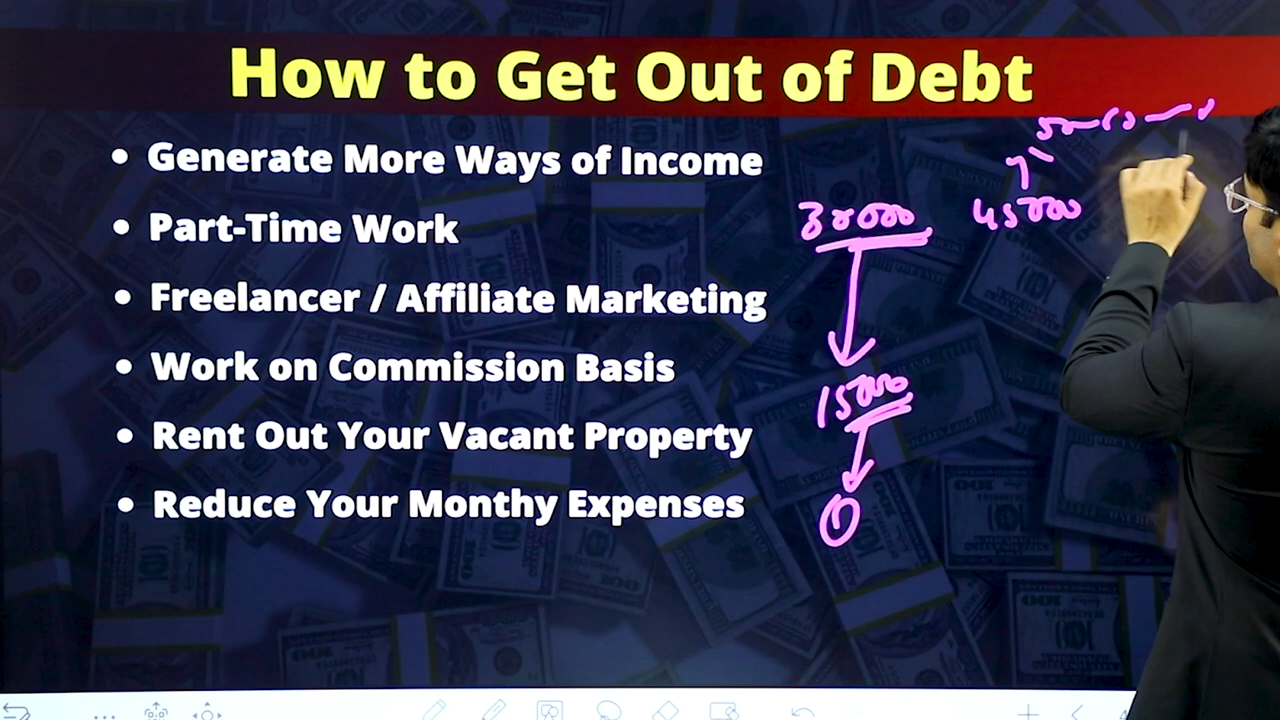 How to Get Out of Debt
• Generate More Ways of Income
• Part-Time Work
• Freelancer / Affiliate Marketing
• Work on Commission Basis
• Rent Out Your Vacant Property
• Reduce Your Monthy Expenses
30000
15000
0
45000